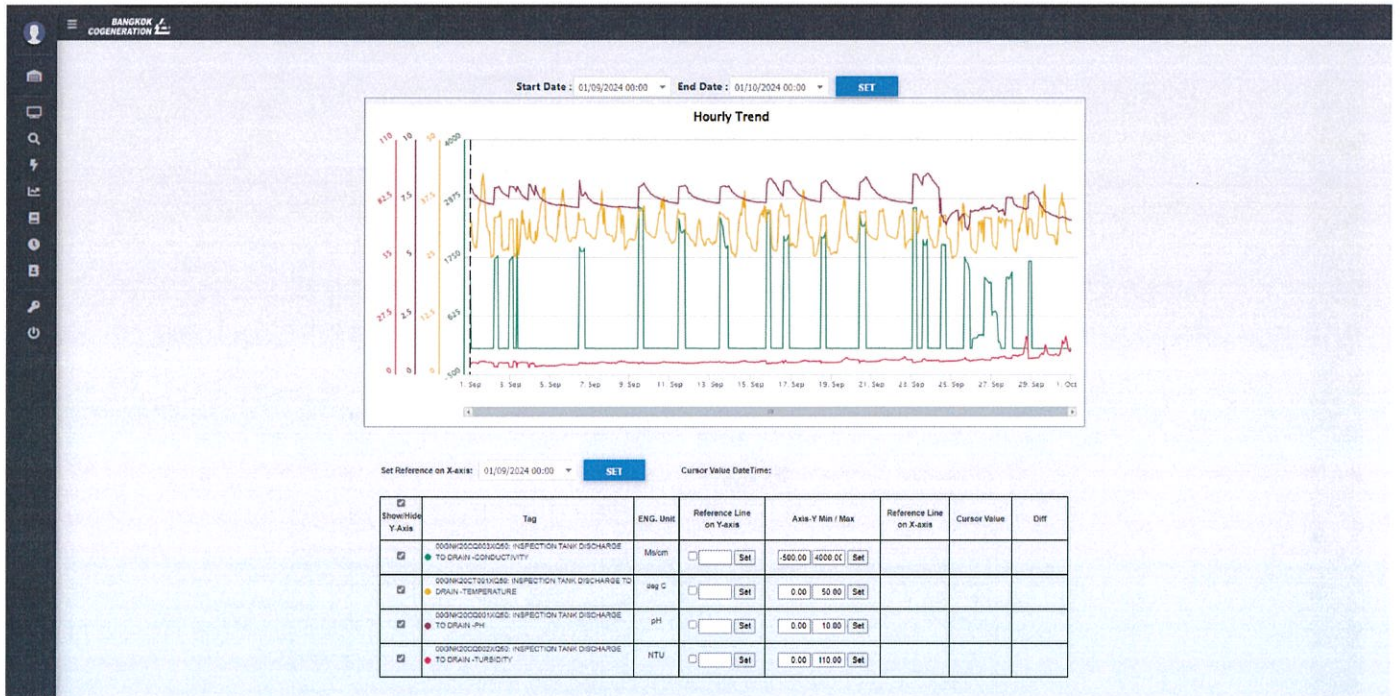 BANGKOK
COGENERATION
Start Date : 01/09/2024 00:00 End Date : 01/10/2024 00:00 SET
Hourly Trend
110 10 50 4000
82.5 7.5 37.5 2875
55 5 25 1750
27.5 2.5 12.5 625
0 0 0 -500
1. Sep 3. Sep 5. Sep 7. Sep 9. Sep 11. Sep 13. Sep 15. Sep 17. Sep 19. Sep 21. Sep 23. Sep 25. Sep 27. Sep 29. Sep 1. Oct
Set Reference on X-axis: 01/09/2024 00:00 SET Cursor Value DateTime:
Show/Hide Y-Axis Tag ENG. Unit Reference Line on Y-axis Axis-Y Min / Max Reference Line on X-axis Cursor Value Diff
INSPECTION TANK DISCHARGE
TO DRAIN -CONDUCTIVITY Ms/cm Set -500.00 4000.00 Set
INSPECTION TANK DISCHARGE TO
DRAIN -TEMPERATURE C Set 0.00 50.00 Set
INSPECTION TANK DISCHARGE
TO DRAIN -PH pH Set 0.00 10.00 Set
INSPECTION TANK DISCHARGE
TO DRAIN -TURBIDITY NTU Set 0.00 110.00 Set